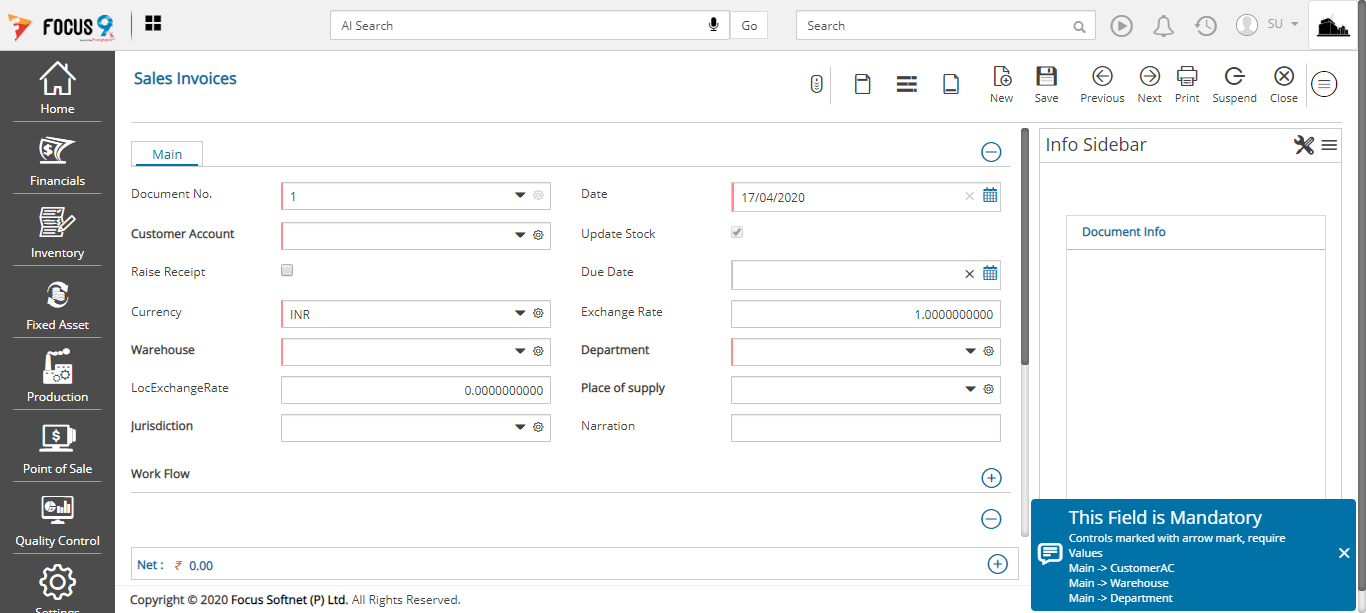 FOCUS 9
AI Search
Go
Search
SU
Home
Financials
Inventory
Fixed Asset
Production
Point of Sale
Quality Control
Settings
Sales Invoices
New
Save
Previous
Next
Print
Suspend
Close
Main
Document No.
1
Date
17/04/2020
Customer Account
Update Stock
Raise Receipt
Due Date
Currency
INR
Exchange Rate
1.0000000000
Warehouse
Department
LocExchangeRate
0.0000000000
Place of supply
Jurisdiction
Narration
Work Flow
Net : ₹ 0.00
Info Sidebar
Document Info
This Field is Mandatory
Controls marked with arrow mark, require
Values
Main -> CustomerAC
Main -> Warehouse
Main -> Department
Copyright © 2020 Focus Softnet (P) Ltd. All Rights Reserved.